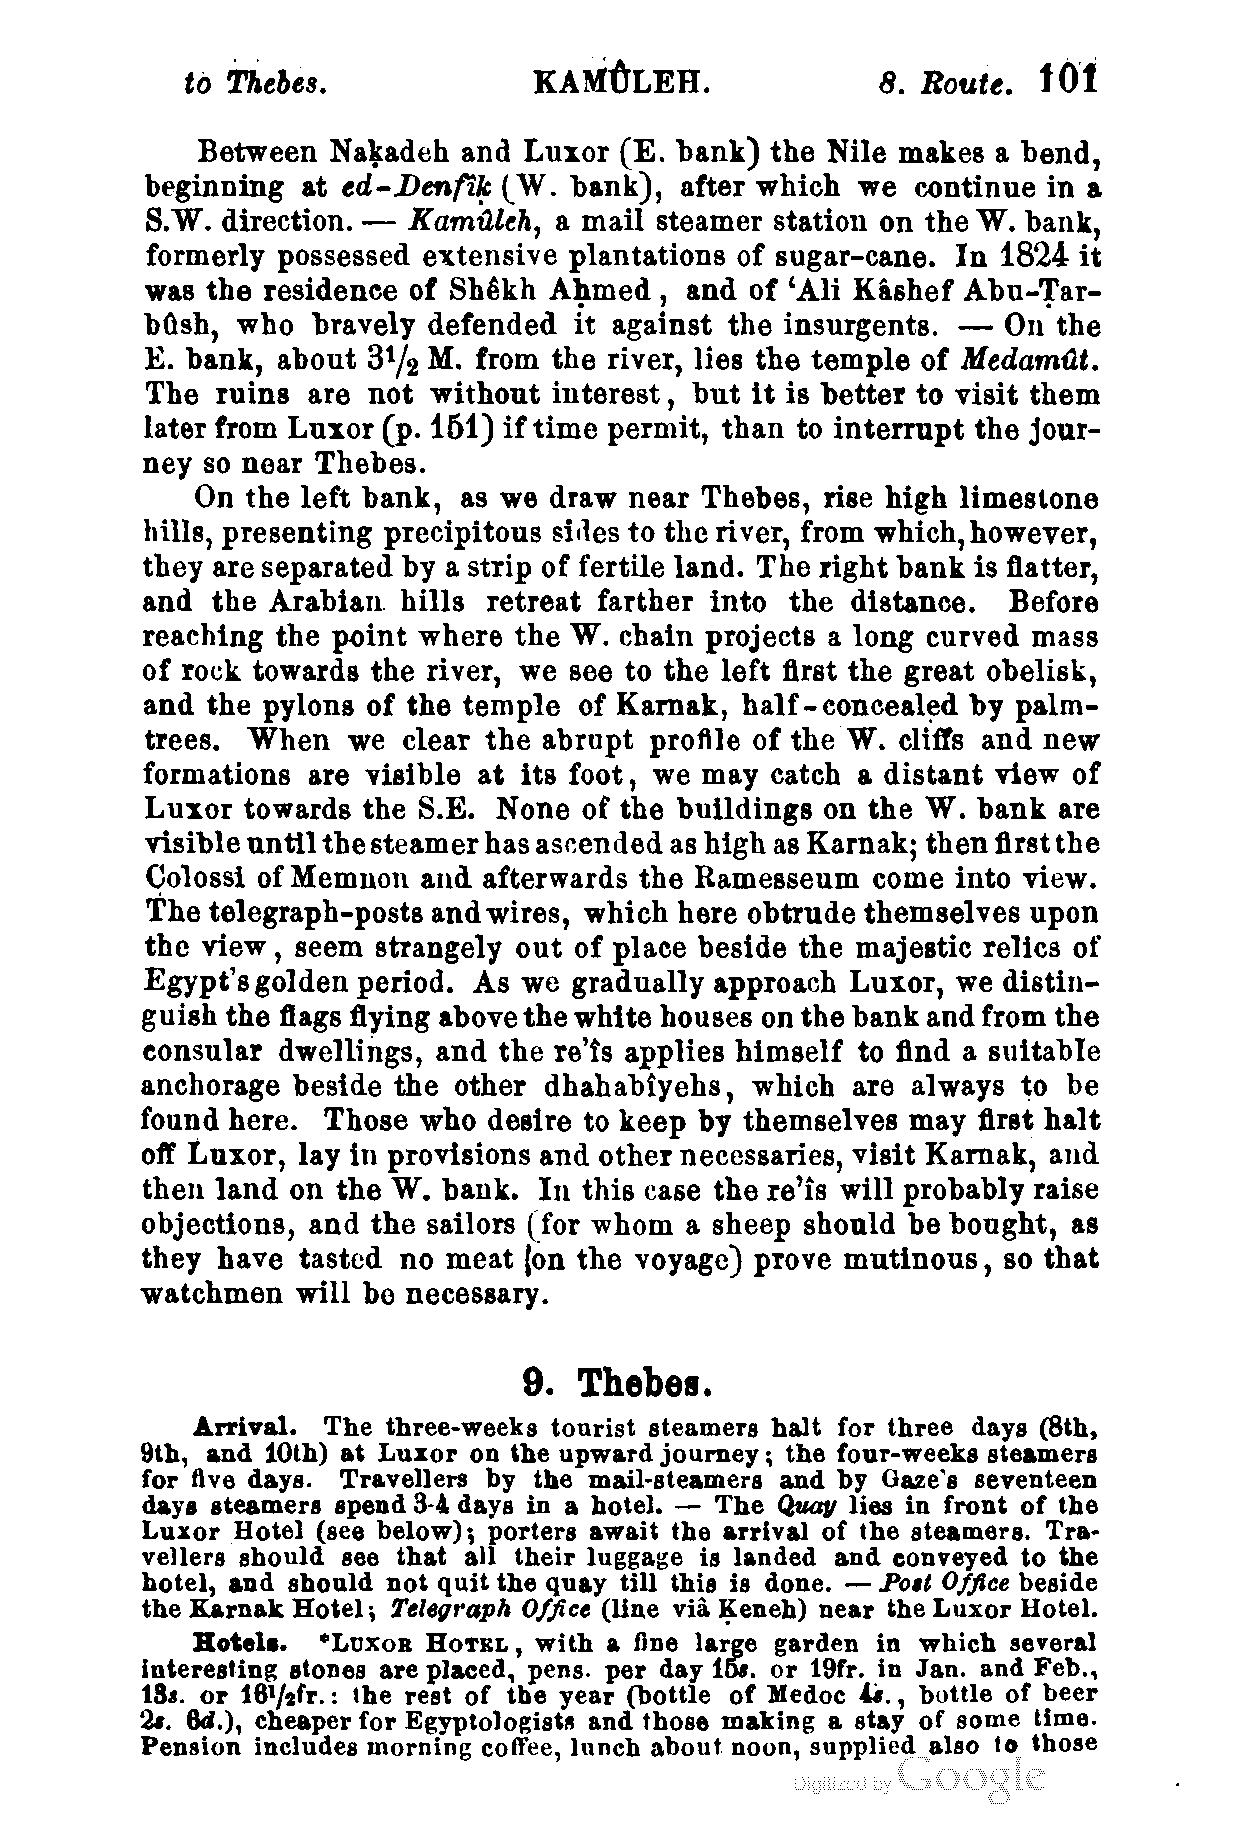 to Thebes. KAMÛLEH. 8. Route. 101
Between Naḳadeh and Luxor (E. bank) the Nile makes a bend,
beginning at ed-Denfîḳ (W. bank), after which we continue in a
S.W. direction. — Kamûleh, a mail steamer station on the W. bank,
formerly possessed extensive plantations of sugar-cane. In 1824 it
was the residence of Shêkh Aḥmed, and of ‘Ali Kâshef Abu-Ṭar-
bûsh, who bravely defended it against the insurgents. — On the
E. bank, about 3½ M. from the river, lies the temple of Medamût.
The ruins are not without interest, but it is better to visit them
later from Luxor (p. 151) if time permit, than to interrupt the jour-
ney so near Thebes.
On the left bank, as we draw near Thebes, rise high limestone
hills, presenting precipitous sides to the river, from which, however,
they are separated by a strip of fertile land. The right bank is flatter,
and the Arabian hills retreat farther into the distance. Before
reaching the point where the W. chain projects a long curved mass
of rock towards the river, we see to the left first the great obelisk,
and the pylons of the temple of Karnak, half-concealed by palm-
trees. When we clear the abrupt profile of the W. cliffs and new
formations are visible at its foot, we may catch a distant view of
Luxor towards the S.E. None of the buildings on the W. bank are
visible until the steamer has ascended as high as Karnak; then first the
Colossi of Memnon and afterwards the Ramesseum come into view.
The telegraph-posts and wires, which here obtrude themselves upon
the view, seem strangely out of place beside the majestic relics of
Egypt's golden period. As we gradually approach Luxor, we distin-
guish the flags flying above the white houses on the bank and from the
consular dwellings, and the re'îs applies himself to find a suitable
anchorage beside the other dhahabîyehs, which are always to be
found here. Those who desire to keep by themselves may first halt
off Luxor, lay in provisions and other necessaries, visit Karnak, and
then land on the W. bank. In this case the re'îs will probably raise
objections, and the sailors (for whom a sheep should be bought, as
they have tasted no meat [on the voyage) prove mutinous, so that
watchmen will be necessary.
9. Thebes.
Arrival. The three-weeks tourist steamers halt for three days (8th,
9th, and 10th) at Luxor on the upward journey; the four-weeks steamers
for five days. Travellers by the mail-steamers and by Gaze's seventeen
days steamers spend 3-4 days in a hotel. — The Quay lies in front of the
Luxor Hotel (see below); porters await the arrival of the steamers. Tra-
vellers should see that all their luggage is landed and conveyed to the
hotel, and should not quit the quay till this is done. — Post Office beside
the Karnak Hotel; Telegraph Office (line viâ Ḳeneh) near the Luxor Hotel.
Hotels. *LUXOR HOTEL, with a fine large garden in which several
interesting stones are placed, pens. per day 15s. or 19fr. in Jan. and Feb.,
13s. or 16½fr.: the rest of the year (bottle of Medoc 4s., bottle of beer
2s. 6d.), cheaper for Egyptologists and those making a stay of some time.
Pension includes morning coffee, lunch about noon, supplied also to those
Digitized by Google